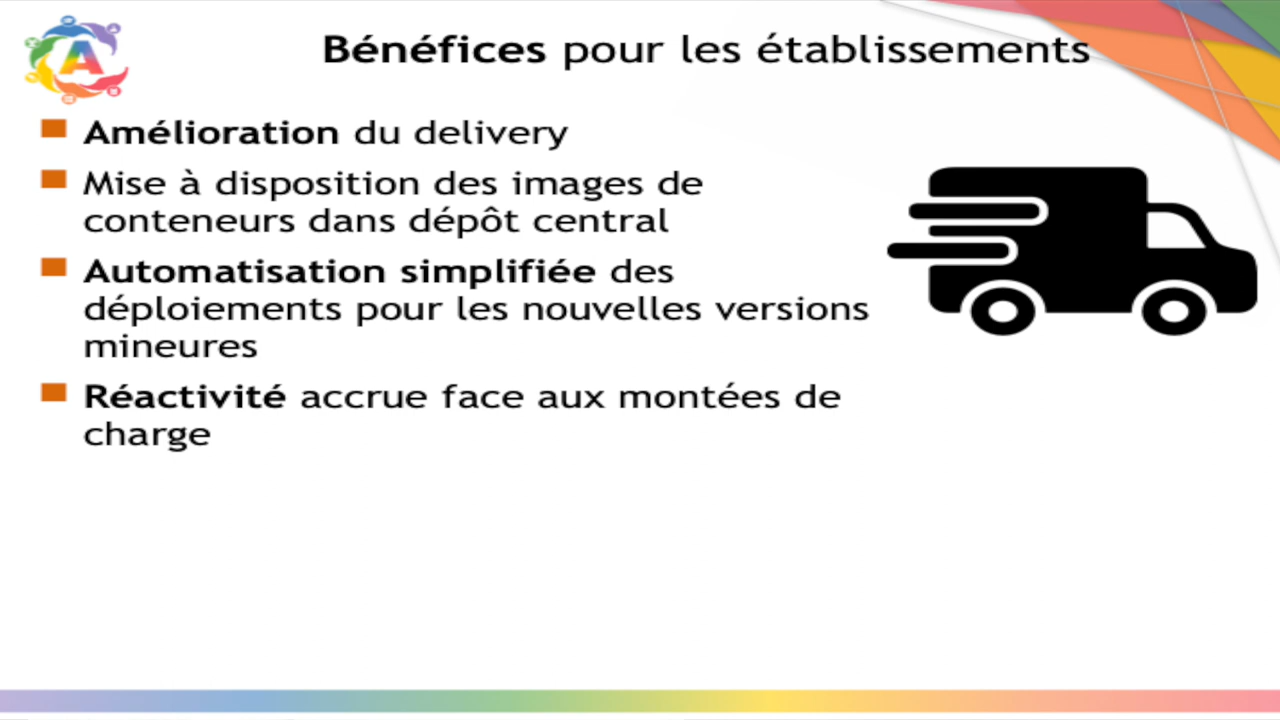 A
Bénéfices pour les établissements
Amélioration du delivery
Mise à disposition des images de
conteneurs dans dépôt central
Automatisation simplifiée des
déploiements pour les nouvelles versions
mineures
Réactivité accrue face aux montées de
charge